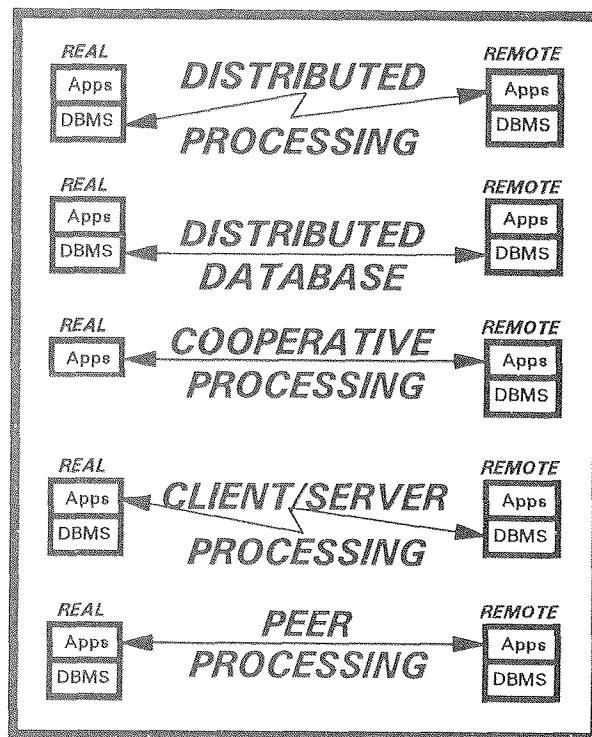 REAL
Apps
DBMS
DISTRIBUTED
PROCESSING
REMOTE
Apps
DBMS
REAL
Apps
DBMS
DISTRIBUTED
DATABASE
REMOTE
Apps
DBMS
REAL
Apps
COOPERATIVE
PROCESSING
REMOTE
Apps
DBMS
REAL
Apps
DBMS
CLIENT/SERVER
PROCESSING
REMOTE
Apps
DBMS
REAL
Apps
DBMS
PEER
PROCESSING
REMOTE
Apps
DBMS